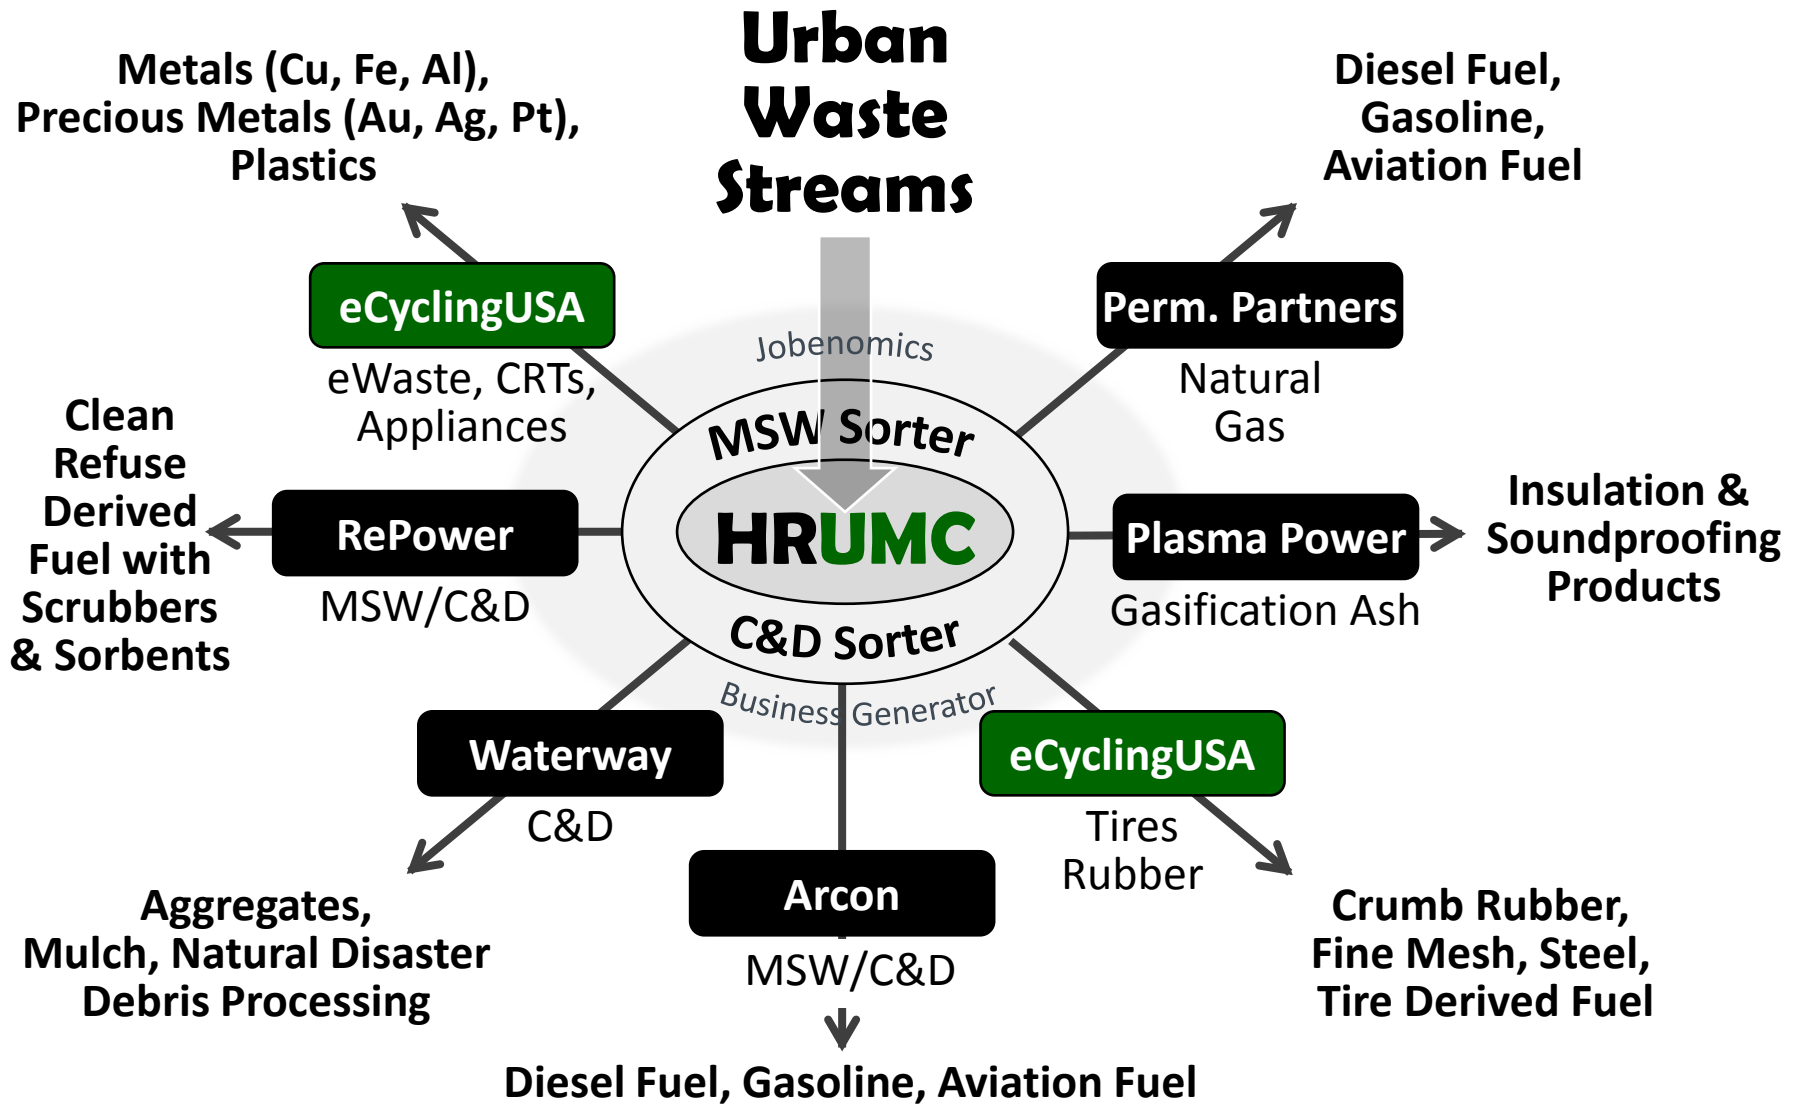 Urban
Waste
Streams
Metals (Cu, Fe, Al),
Precious Metals (Au, Ag, Pt),
Plastics
Diesel Fuel,
Gasoline,
Aviation Fuel
eCyclingUSA
eWaste, CRTs,
Appliances
Perm. Partners
Natural
Gas
Jobenomics
MSW Sorter
HRUMC
C&D Sorter
Business Generator
Clean
Refuse
Derived
Fuel with
Scrubbers
& Sorbents
RePower
MSW/C&D
Plasma Power
Gasification Ash
Insulation &
Soundproofing
Products
Waterway
C&D
Aggregates,
Mulch, Natural Disaster
Debris Processing
Arcon
MSW/C&D
Diesel Fuel, Gasoline, Aviation Fuel
eCyclingUSA
Tires
Rubber
Crumb Rubber,
Fine Mesh, Steel,
Tire Derived Fuel